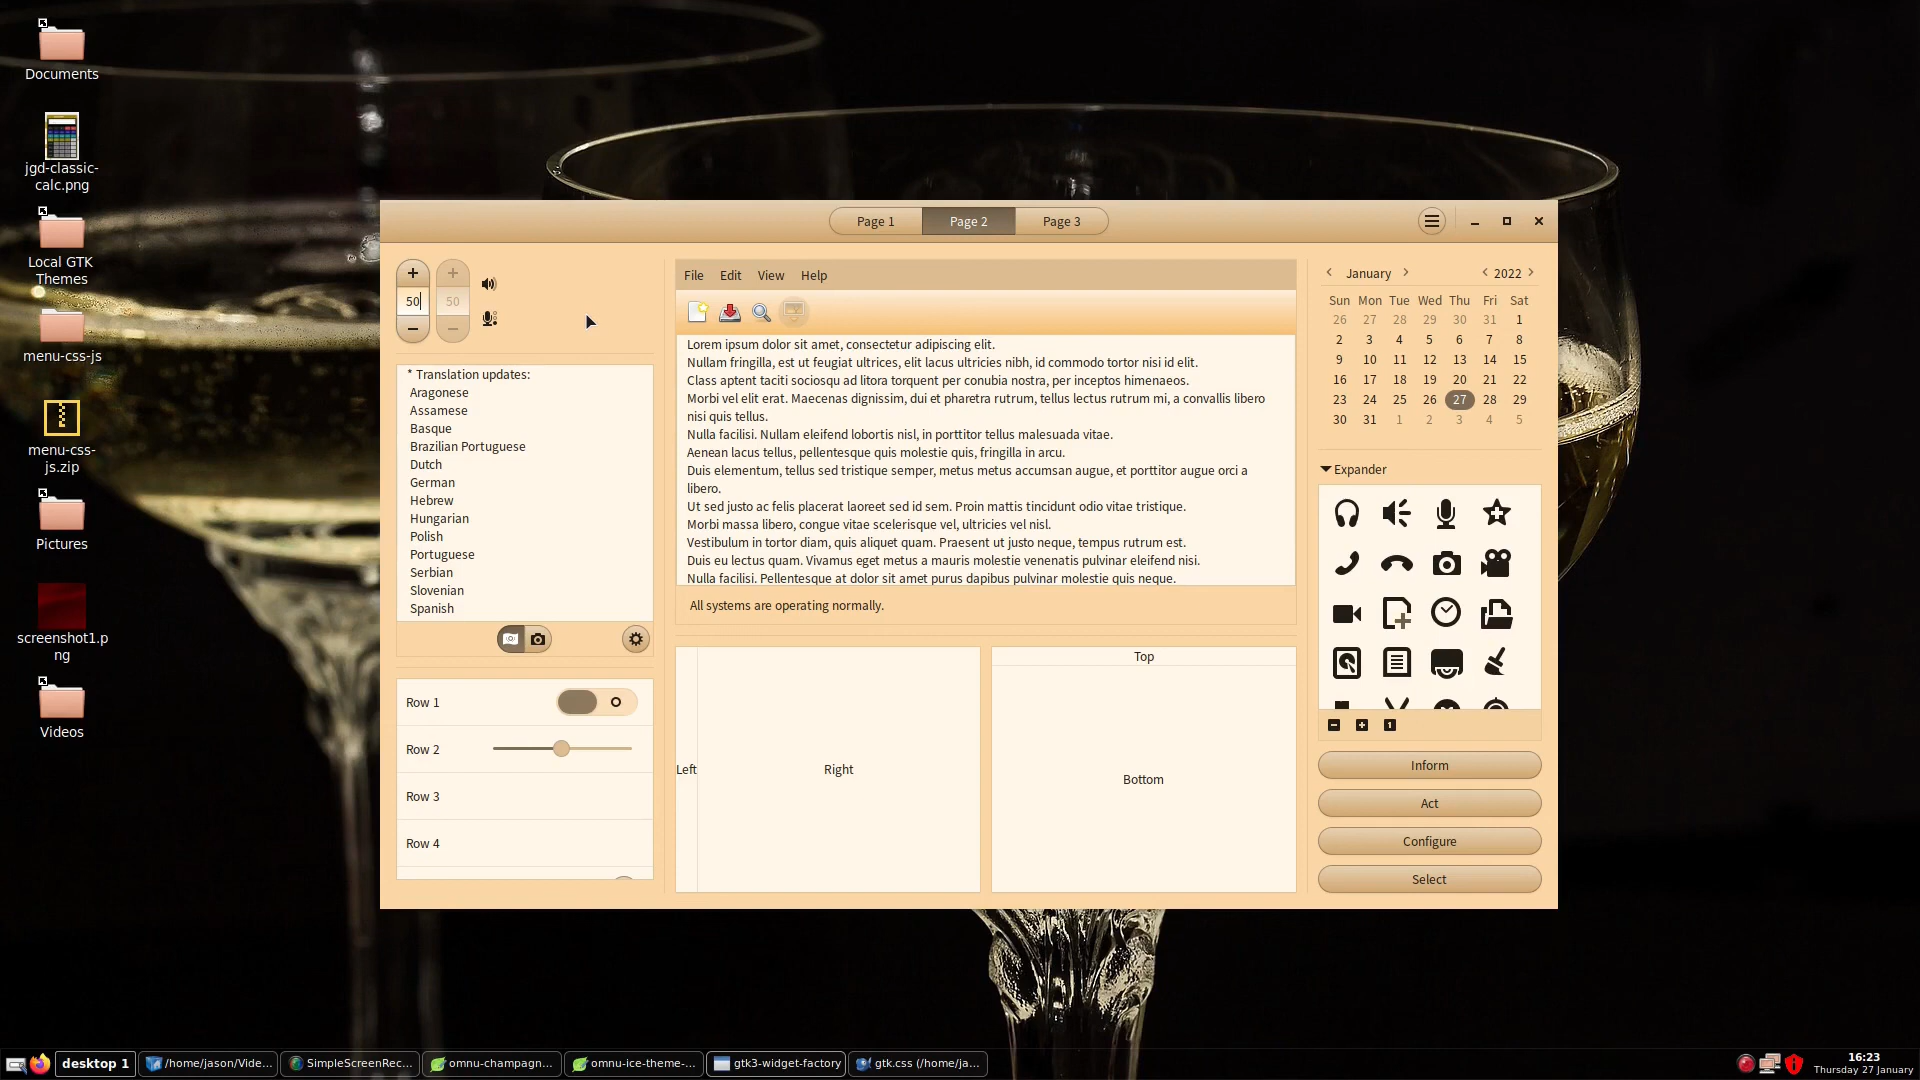 Documents
jgd-classic-
calc.png
Local GTK
Themes
menu-css-js
menu-css-
js.zip
Pictures
screenshot1.p
ng
Videos
Page 1
Page 2
Page 3
50
50
* Translation updates:
Aragonese
Assamese
Basque
Brazilian Portuguese
Dutch
German
Hebrew
Hungarian
Polish
Portuguese
Serbian
Slovenian
Spanish
Row 1
Row 2
Row 3
Row 4
File Edit View Help
Lorem ipsum dolor sit amet, consectetur adipiscing elit.
Nullam fringilla, est ut feugiat ultrices, elit lacus ultricies nibh, id commodo tortor nisi id elit.
Class aptent taciti sociosqu ad litora torquent per conubia nostra, per inceptos himenaeos.
Morbi vel elit erat. Maecenas dignissim, dui et pharetra rutrum, tellus lectus rutrum mi, a convallis libero
nisi quis tellus.
Nulla facilisi. Nullam eleifend lobortis nisl, in porttitor tellus malesuada vitae.
Aenean lacus tellus, pellentesque quis molestie quis, fringilla in arcu.
Duis elementum, tellus sed tristique semper, metus metus accumsan augue, et porttitor augue orci a
libero.
Ut sed justo ac felis placerat laoreet sed id sem. Proin mattis tincidunt odio vitae tristique.
Morbi massa libero, congue vitae scelerisque vel, ultricies vel nisl.
Vestibulum in tortor diam, quis aliquet quam. Praesent ut justo neque, tempus rutrum est.
Duis eu lectus quam. Vivamus eget metus a mauris molestie venenatis pulvinar eleifend nisi.
Nulla facilisi. Pellentesque at dolor sit amet purus dapibus pulvinar molestie quis neque.
All systems are operating normally.
Left
Right
Top
Bottom
January 2022
Sun Mon Tue Wed Thu Fri Sat
26 27 28 29 30 31 1
2 3 4 5 6 7 8
9 10 11 12 13 14 15
16 17 18 19 20 21 22
23 24 25 26 27 28 29
30 31 1 2 3 4 5
Expander
1
Inform
Act
Configure
Select
desktop 1
/home/jason/Vide...
SimpleScreenRec...
omnu-champagn...
omnu-ice-theme-...
gtk3-widget-factory
gtk.css (/home/ja...
16:23
Thursday 27 January